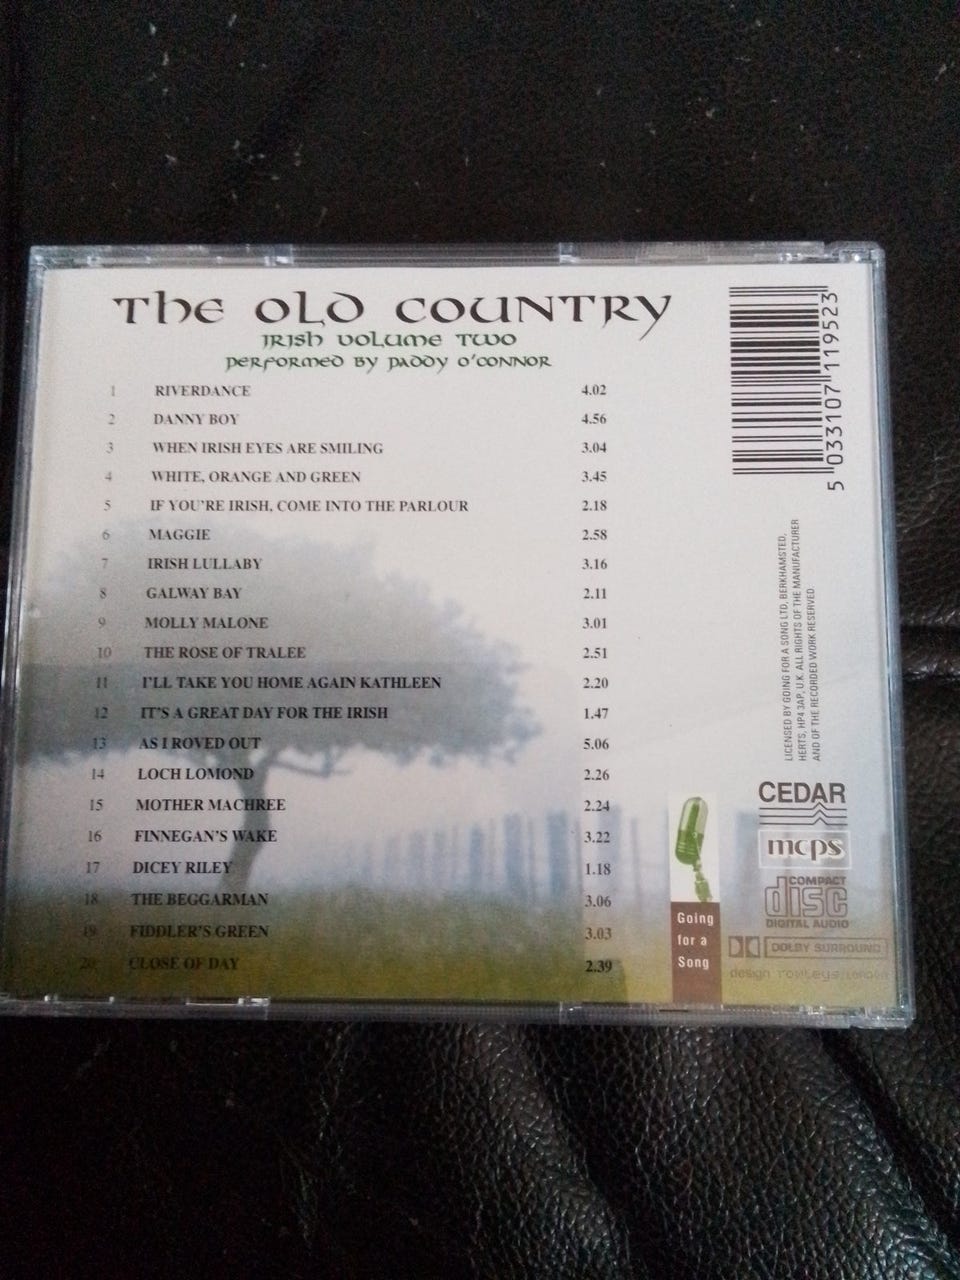 THE OLD COUNTRY
IRISH VOLUME TWO
PERFORMED BY PADDY O'CONNOR
1 RIVERDANCE 4.02
2 DANNY BOY 4.56
3 WHEN IRISH EYES ARE SMILING 3.04
4 WHITE, ORANGE AND GREEN 3.45
5 IF YOU'RE IRISH, COME INTO THE PARLOUR 2.18
6 MAGGIE 2.58
7 IRISH LULLABY 3.16
8 GALWAY BAY 2.11
9 MOLLY MALONE 3.01
10 THE ROSE OF TRALEE 2.51
11 I'LL TAKE YOU HOME AGAIN KATHLEEN 2.20
12 IT'S A GREAT DAY FOR THE IRISH 1.47
13 AS I ROVED OUT 5.06
14 LOCH LOMOND 2.26
15 MOTHER MACHREE 2.24
16 FINNEGAN'S WAKE 3.22
17 DICEY RILEY 1.18
18 THE BEGGARMAN 3.06
19 FIDDLER'S GREEN 3.03
20 CLOSE OF DAY 2.39
5 033107 119523
LICENSED BY GOING FOR A SONG LTD, BERKHAMSTED,
HERTS, HP4 3AP, U.K. ALL RIGHTS OF THE MANUFACTURER
AND OF THE RECORDED WORK RESERVED
CEDAR
mcps
COMPACT
disc
DIGITAL AUDIO
DOLBY SURROUND
design
Going
for a
Song